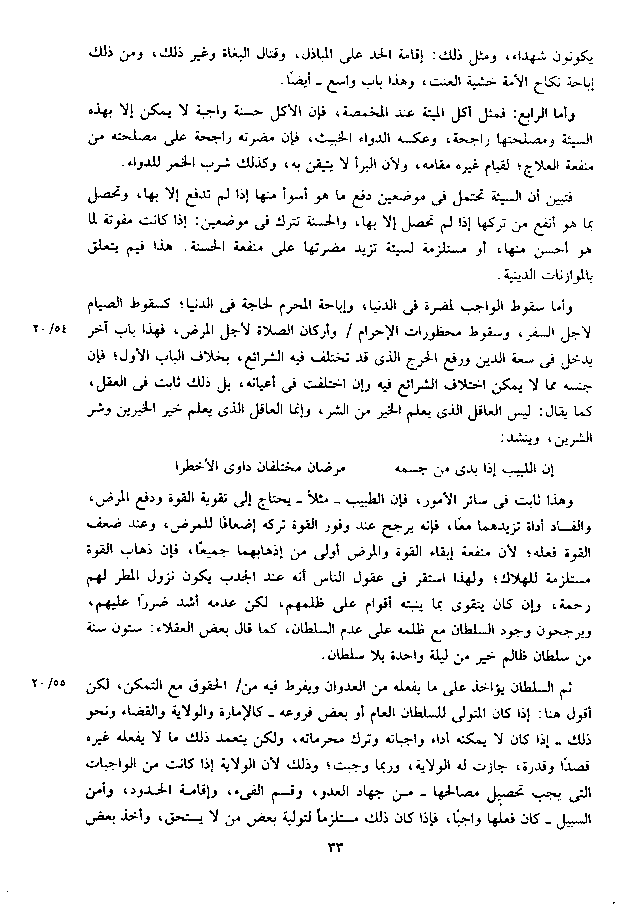 يكونون شهداء، ومثل ذلك: إقامة الحد على المباذل، وقتال البغاة وغير ذلك، ومن ذلك
إباحة نكاح الأمة خشية العنت، وهذا باب واسع ـ أيضًا.
وأما الرابع: فمثل أكل الميتة عند المخمصة، فإن الأكل حسنة واجبة لا يمكن إلا بهذه
السيئة ومصلحتها راجحة، وعكسه الدواء الخبيث، فإن مضرته راجحة على مصلحته من
منفعة العلاج؛ لقيام غيره مقامه، ولأن البرأ لا يتيقن به، وكذلك شرب الخمر للدواء.
فتبين أن السيئة تحتمل فى موضعين دفع ما هو أسوأ منها إذا لم تدفع إلا بها، وتحصل
بما هو أنفع من تركها إذا لم تحصل إلا بها، والحسنة تترك فى موضعين: إذا كانت مفوتة لما
هو أحسن منها، أو مستلزمة لسيئة تزيد مضرتها على منفعة الحسنة. هذا فيم يتعلق
بالموازنات الدينية.
وأما سقوط الواجب لمضرة فى الدنيا، وإباحة المحرم لحاجة فى الدنيا؛ كسقوط الصيام
لأجل السفر، وسقوط محظورات الإحرام / وأركان الصلاة لأجل المرض، فهذا باب آخر ٢٠/٥٤
يدخل فى سعة الدين ورفع الحرج الذى قد تختلف فيه الشرائع، بخلاف الباب الأول؛ فإن
جنسه مما لا يمكن اختلاف الشرائع فيه وإن اختلفت فى أعيانه، بل ذلك ثابت فى العقل،
كما يقال: ليس العاقل الذى يعلم الخير من الشر، وإنما العاقل الذى يعلم خير الخيرين وشر
الشرين، وينشد:
إن اللبيب إذا بدى من جسمه مرضان مختلفان داوى الأخطرا
وهذا ثابت فى سائر الأمور، فإن الطبيب ـ مثلاً ـ يحتاج إلى تقوية القوة ودفع المرض،
والفساد أداة تزيدهما معًا، فإنه يرجح عند وفور القوة تركه إضعافًا للمرض، وعند ضعف
القوة فعله؛ لأن منفعة إبقاء القوة والمرض أولى من إذهابهما جميعًا، فإن ذهاب القوة
مستلزمة للهلاك؛ ولهذا استقر فى عقول الناس أنه عند الجدب يكون نزول المطر لهم
رحمة، وإن كان يتقوى بما ينبته أقوام على ظلمهم، لكن عدمه أشد ضررًا عليهم،
ويرجحون وجود السلطان مع ظلمه على عدم السلطان، كما قال بعض العقلاء: ستون سنة
من سلطان ظالم خير من ليلة واحدة بلا سلطان.
ثم السلطان يؤاخذ على ما يفعله من العدوان ويفرط فيه من/ الحقوق مع التمكن، لكن ٢٠/٥٥
أقول هنا: إذا كان المتولى للسلطان العام أو بعض فروعه ـ كالإمارة والولاية والقضاء ونحو
ذلك ـ إذا كان لا يمكنه أداء واجباته وترك محرماته، ولكن يتعمد ذلك ما لا يفعله غيره
قصدًا وقدرة، جازت له الولاية، وربما وجبت؛ وذلك لأن الولاية إذا كانت من الواجبات
التى يجب تحصيل مصالحها ـ من جهاد العدو، وقسم الفىء، وإقامة الحدود، وأمن
السبيل ـ كان فعلها واجبًا، فإذا كان ذلك مستلزماً لتولية بعض من لا يستحق، وأخذ بعض
٣٣